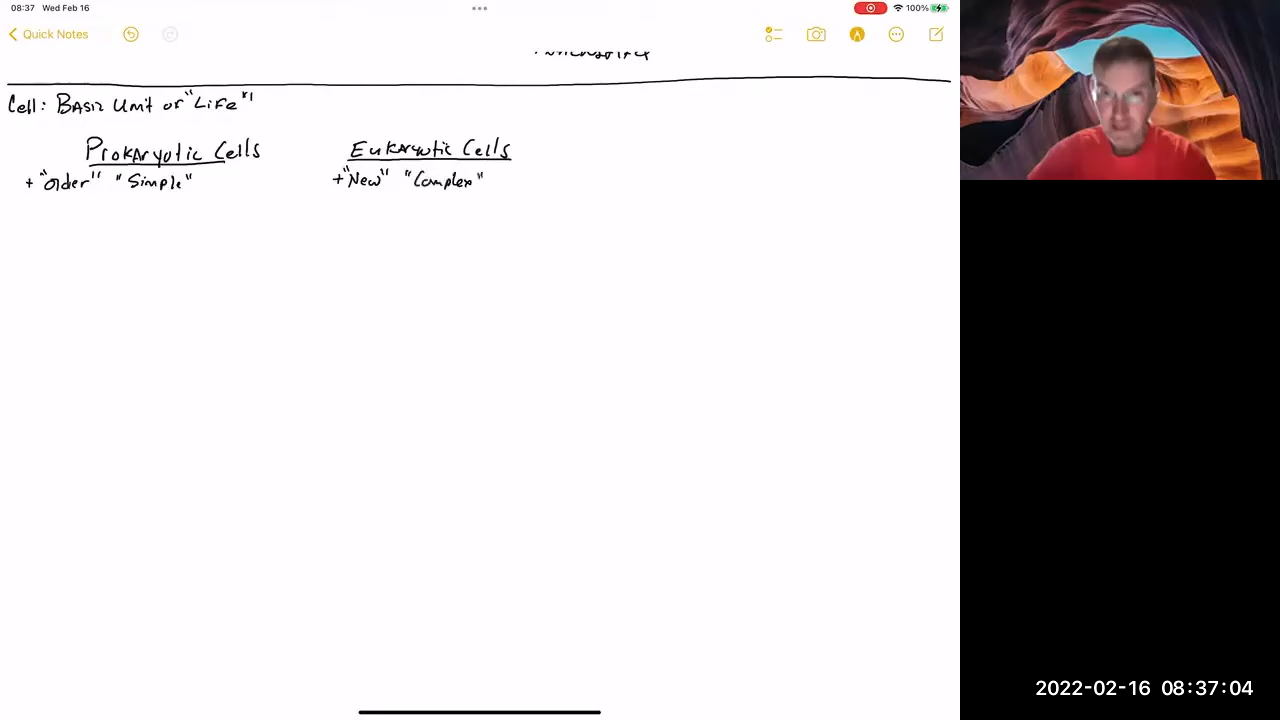 08:37 Wed Feb 16
100%
Quick Notes
Cell: Basic Unit of "Life"
Prokaryotic Cells Eukaryotic Cells
+ "older" "Simple" + "New" "Complex"
2022-02-16 08:37:04